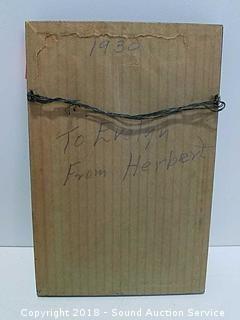 1930
To Evelyn
From Herbert
Copyright 2018 - Sound Auction Service